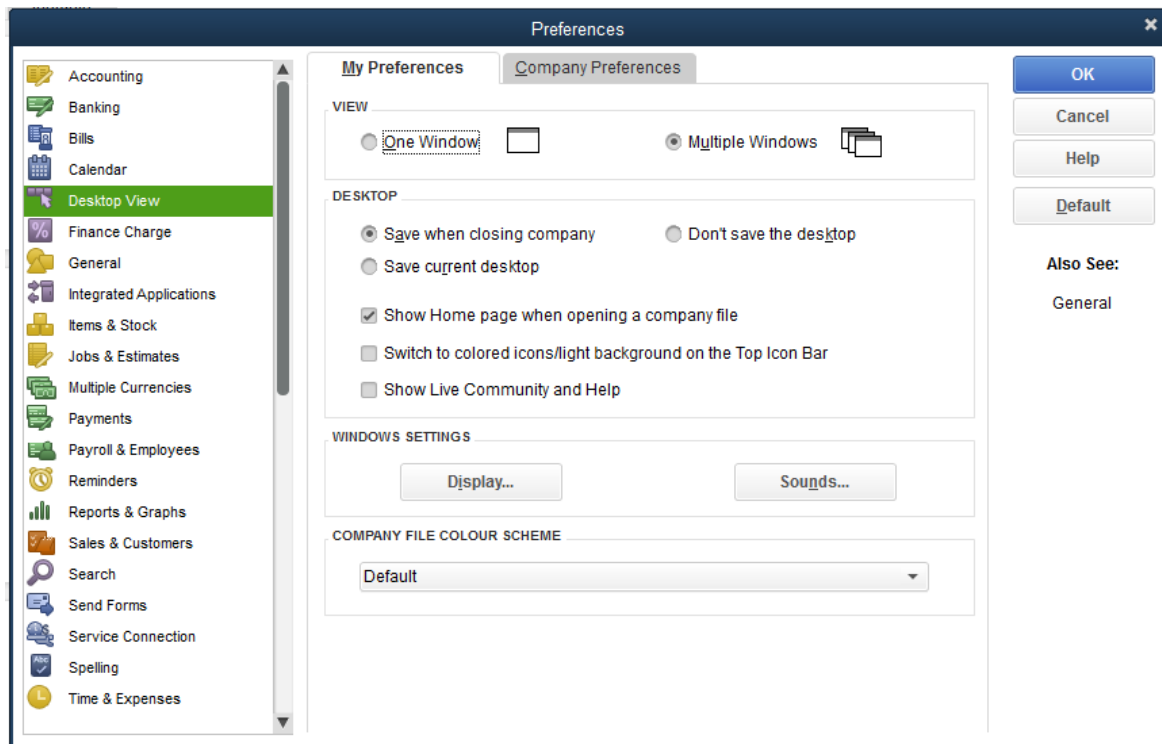 Preferences
Accounting
Banking
Bills
Calendar
Desktop View
Finance Charge
General
Integrated Applications
Items & Stock
Jobs & Estimates
Multiple Currencies
Payments
Payroll & Employees
Reminders
Reports & Graphs
Sales & Customers
Search
Send Forms
Service Connection
Spelling
Time & Expenses
My Preferences Company Preferences
VIEW
One Window Multiple Windows
DESKTOP
Save when closing company Don't save the desktop
Save current desktop
Show Home page when opening a company file
Switch to colored icons/light background on the Top Icon Bar
Show Live Community and Help
WINDOWS SETTINGS
Display... Sounds...
COMPANY FILE COLOUR SCHEME
Default
OK
Cancel
Help
Default
Also See:
General